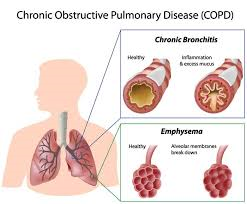 Chronic Obstructive Pulmonary Disease (COPD)
Chronic Bronchitis
Healthy
Inflammation
& excess mucus
Emphysema
Healthy
Alveolar membranes
break down